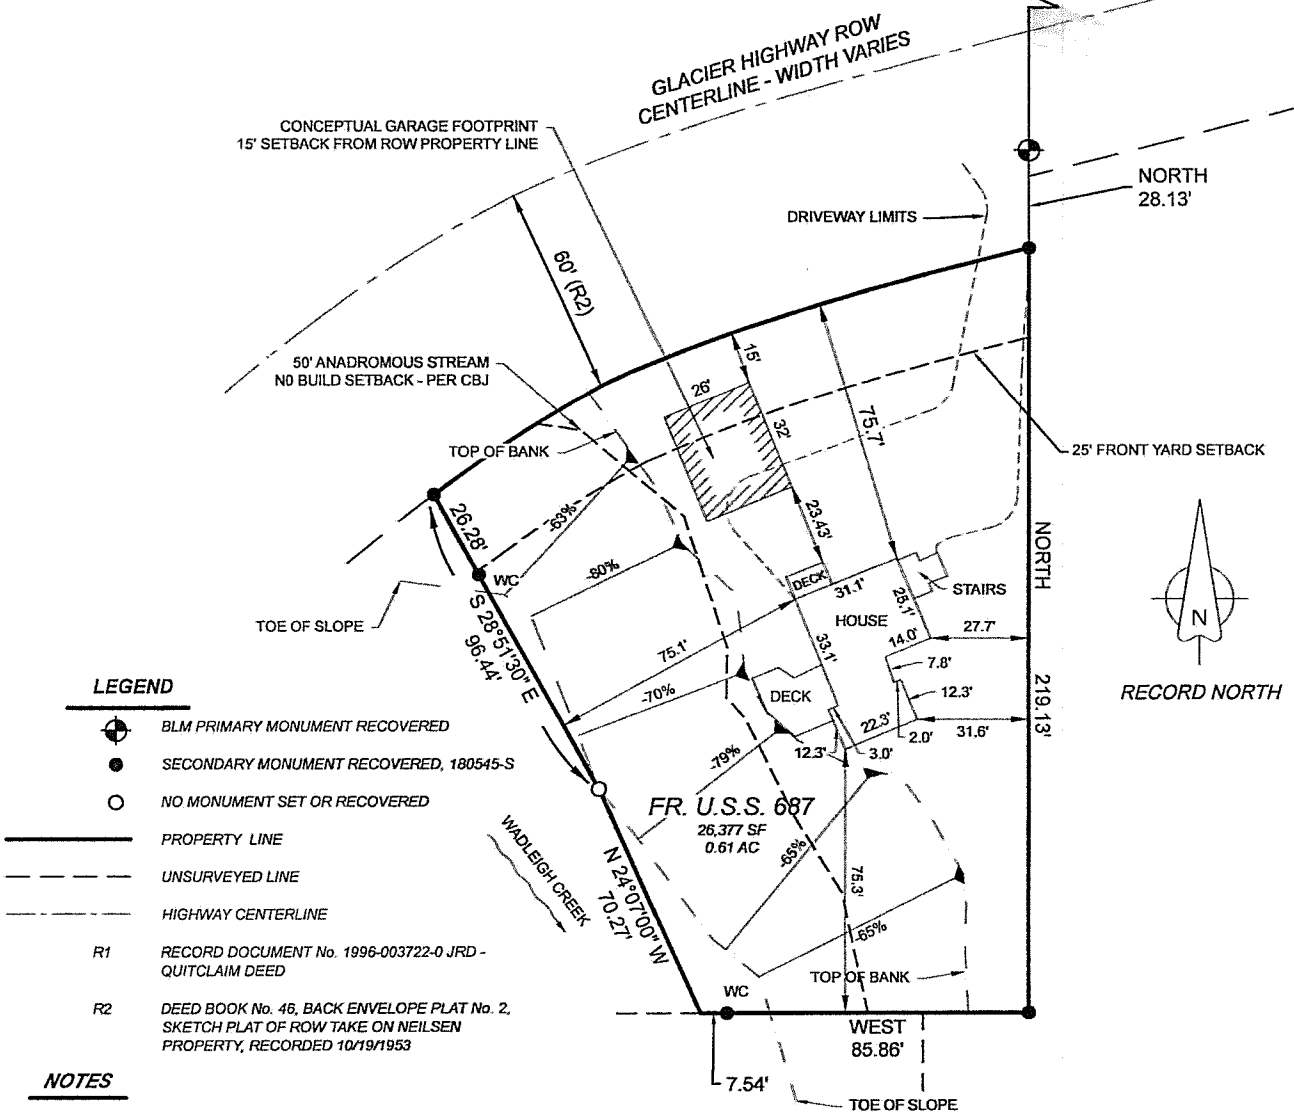 GLACIER HIGHWAY ROW
CENTERLINE - WIDTH VARIES
CONCEPTUAL GARAGE FOOTPRINT
15' SETBACK FROM ROW PROPERTY LINE
NORTH
28.13'
DRIVEWAY LIMITS
60' (R2)
50' ANADROMOUS STREAM
N0 BUILD SETBACK - PER CBJ
15'
26'
32'
75.7'
TOP OF BANK
25' FRONT YARD SETBACK
26.28'
-63%
23.43'
-80%
WC
DECK
31.1'
STAIRS
25.1'
HOUSE
NORTH
219.13'
TOE OF SLOPE
S 28°51'30" E
96.44'
75.1'
33.1'
14.0'
27.7'
7.8'
N
RECORD NORTH
-70%
DECK
12.3'
22.3'
2.0'
31.6'
12.3'
3.0'
-79%
LEGEND
BLM PRIMARY MONUMENT RECOVERED
SECONDARY MONUMENT RECOVERED, 180545-S
NO MONUMENT SET OR RECOVERED
PROPERTY LINE
UNSURVEYED LINE
HIGHWAY CENTERLINE
R1 RECORD DOCUMENT No. 1996-003722-0 JRD -
QUITCLAIM DEED
R2 DEED BOOK No. 46, BACK ENVELOPE PLAT No. 2,
SKETCH PLAT OF ROW TAKE ON NEILSEN
PROPERTY, RECORDED 10/19/1953
NOTES
FR. U.S.S. 687
26,377 SF
0.61 AC
WADLEIGH CREEK
N 24°07'00" W
70.27'
-65%
75.3'
-65%
TOP OF BANK
WC
WEST
85.86'
7.54'
TOE OF SLOPE